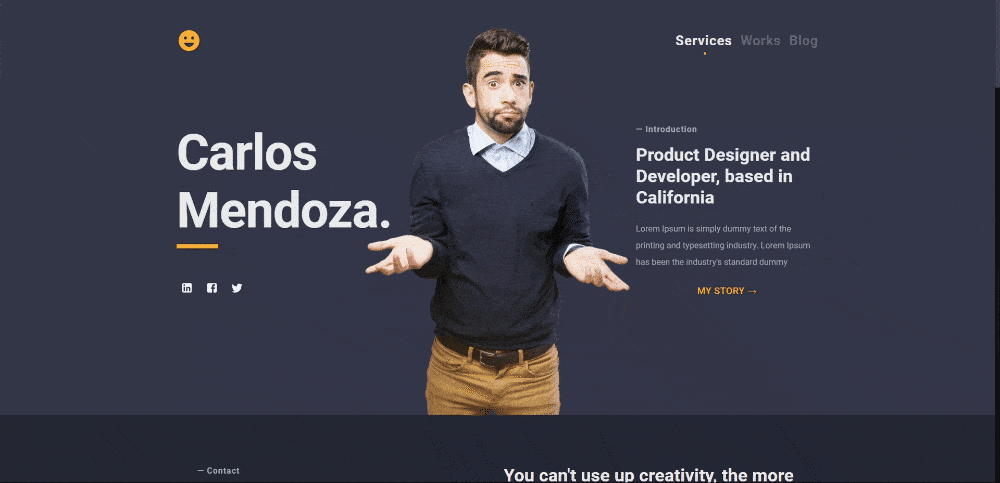 Services Works Blog
Carlos
Mendoza.
— Introduction
Product Designer and
Developer, based in
California
Lorem Ipsum is simply dummy text of the
printing and typesetting industry. Lorem Ipsum
has been the industry's standard dummy
MY STORY →
— Contact
You can't use up creativity, the more